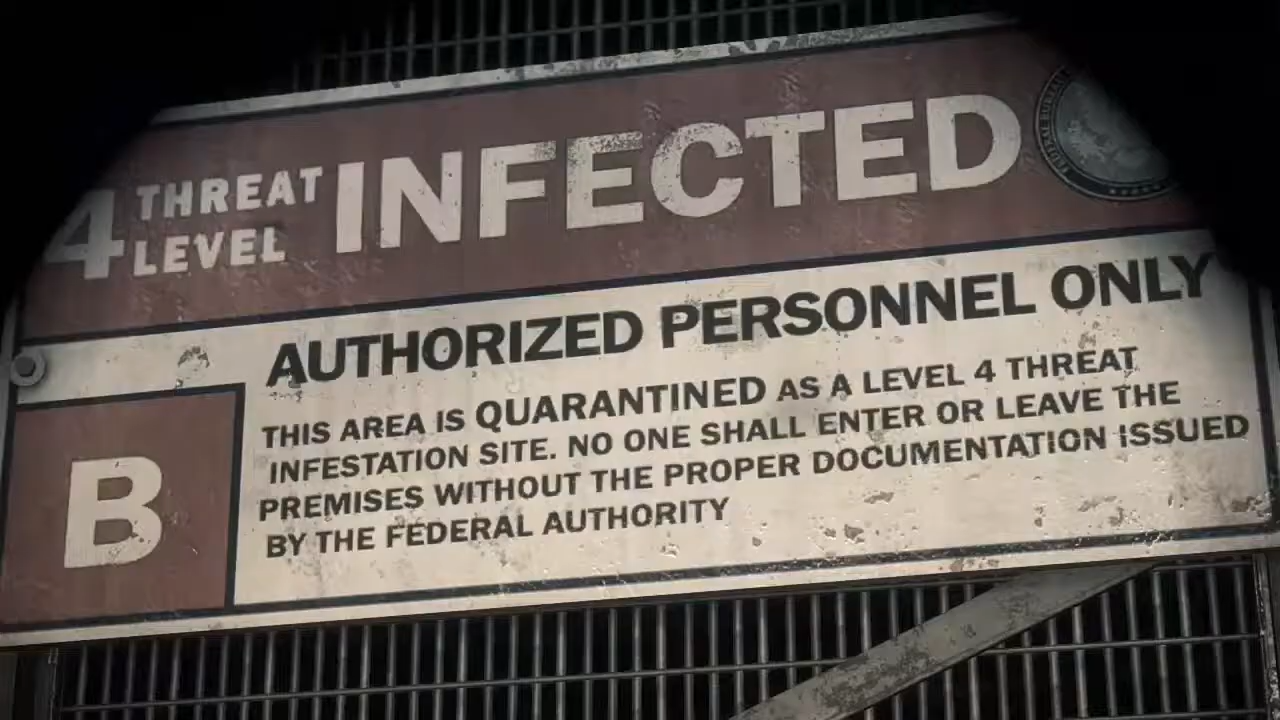 4 THREAT LEVEL INFECTED
AUTHORIZED PERSONNEL ONLY
B
THIS AREA IS QUARANTINED AS A LEVEL 4 THREAT
INFESTATION SITE. NO ONE SHALL ENTER OR LEAVE THE
PREMISES WITHOUT THE PROPER DOCUMENTATION ISSUED
BY THE FEDERAL AUTHORITY